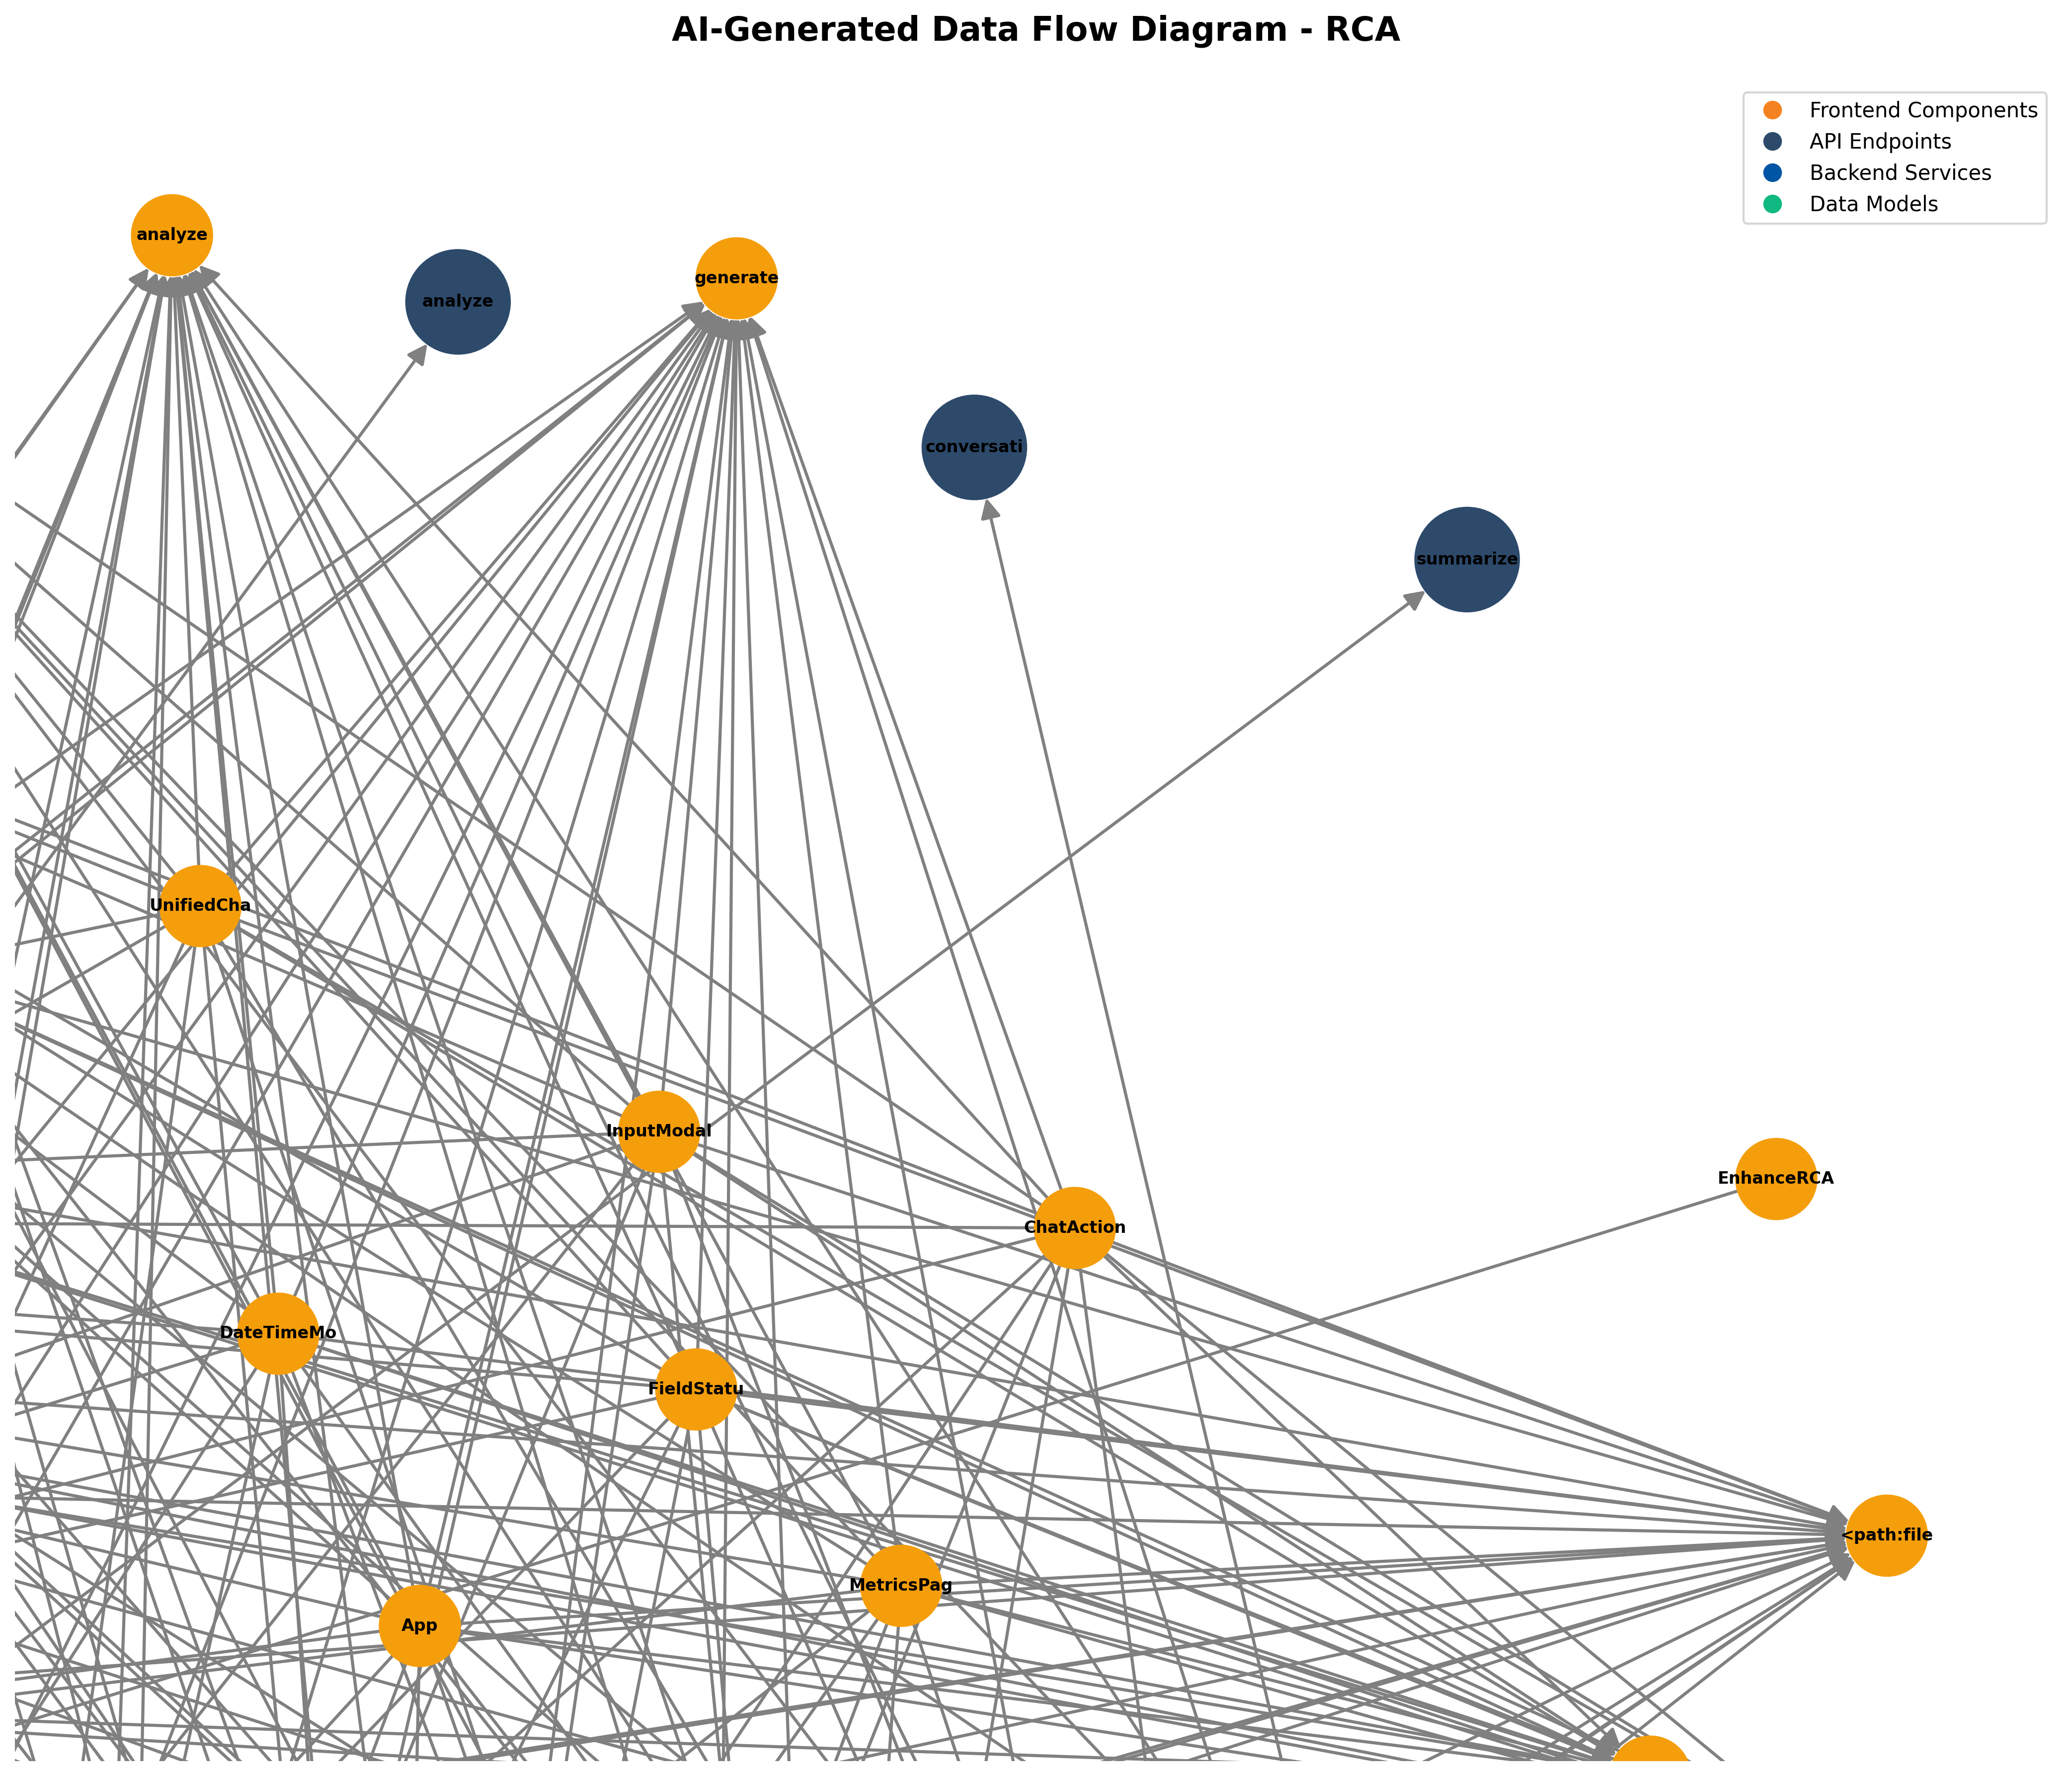 AI-Generated Data Flow Diagram - RCA
Frontend Components
API Endpoints
Backend Services
Data Models
analyze
analyze
generate
conversati
summarize
UnifiedCha
InputModal
EnhanceRCA
ChatAction
DateTimeMo
FieldStatu
<path:file
MetricsPag
App